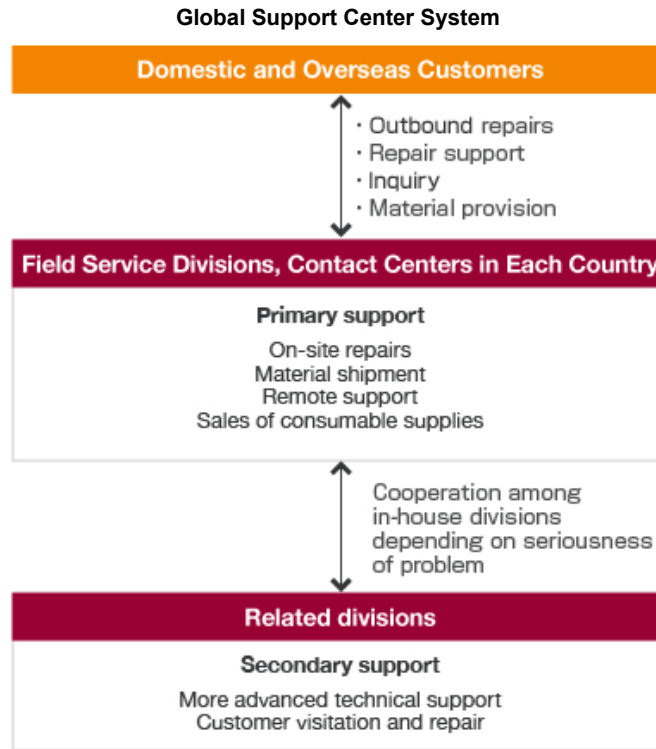 Global Support Center System
Domestic and Overseas Customers
・Outbound repairs
・Repair support
・Inquiry
・Material provision
Field Service Divisions, Contact Centers in Each Country
Primary support
On-site repairs
Material shipment
Remote support
Sales of consumable supplies
Cooperation among
in-house divisions
depending on seriousness
of problem
Related divisions
Secondary support
More advanced technical support
Customer visitation and repair